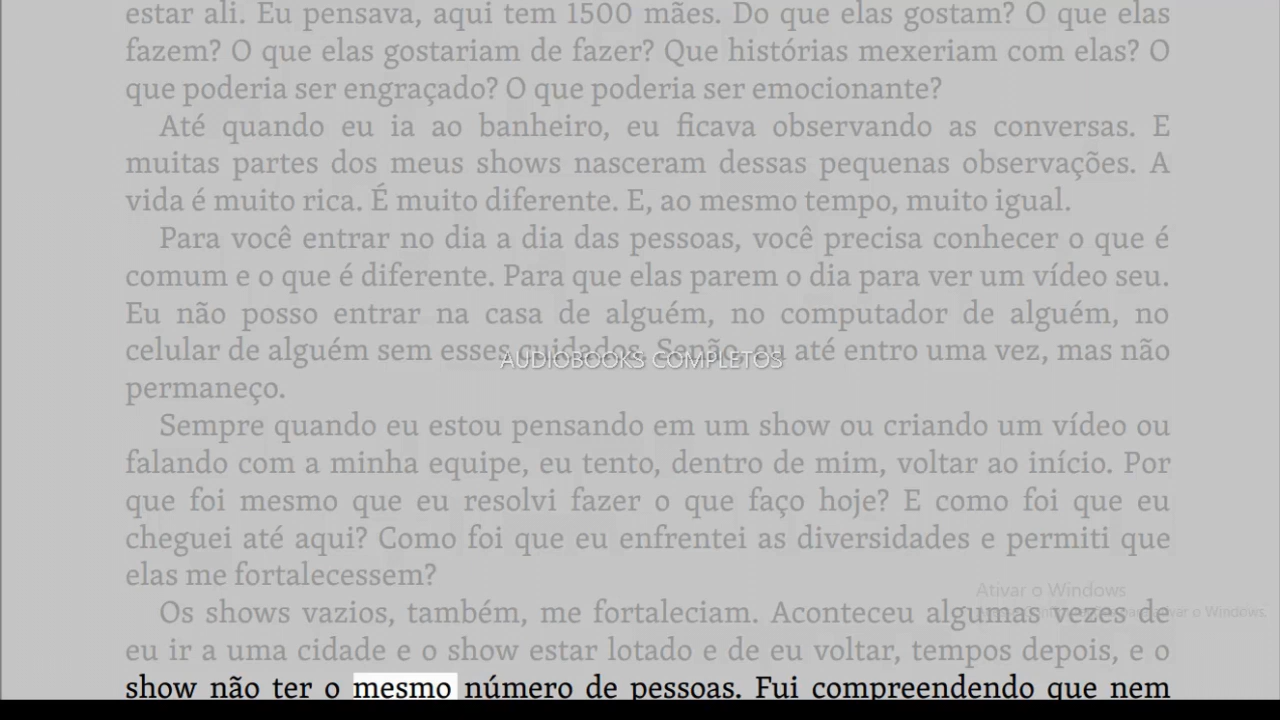 estar ali. Eu pensava, aqui tem 1500 mães. Do que elas gostam? O que elas
fazem? O que elas gostariam de fazer? Que histórias mexeriam com elas? O
que poderia ser engraçado? O que poderia ser emocionante?
Até quando eu ia ao banheiro, eu ficava observando as conversas. E
muitas partes dos meus shows nasceram dessas pequenas observações. A
vida é muito rica. É muito diferente. E, ao mesmo tempo, muito igual.
Para você entrar no dia a dia das pessoas, você precisa conhecer o que é
comum e o que é diferente. Para que elas parem o dia para ver um vídeo seu.
Eu não posso entrar na casa de alguém, no computador de alguém, no
celular de alguém sem esses cuidados. Senão, eu até entro uma vez, mas não
AUDIOBOOKS COMPLETOS
permaneço.
Sempre quando eu estou pensando em um show ou criando um vídeo ou
falando com a minha equipe, eu tento, dentro de mim, voltar ao início. Por
que foi mesmo que eu resolvi fazer o que faço hoje? E como foi que eu
cheguei até aqui? Como foi que eu enfrentei as diversidades e permiti que
elas me fortalecessem?
Ativar o Windows
Os shows vazios, também, me fortaleciam. Aconteceu algumas vezes de
ativar o Windows.
eu ir a uma cidade e o show estar lotado e de eu voltar, tempos depois, e o
show não ter o mesmo número de pessoas. Fui compreendendo que nem